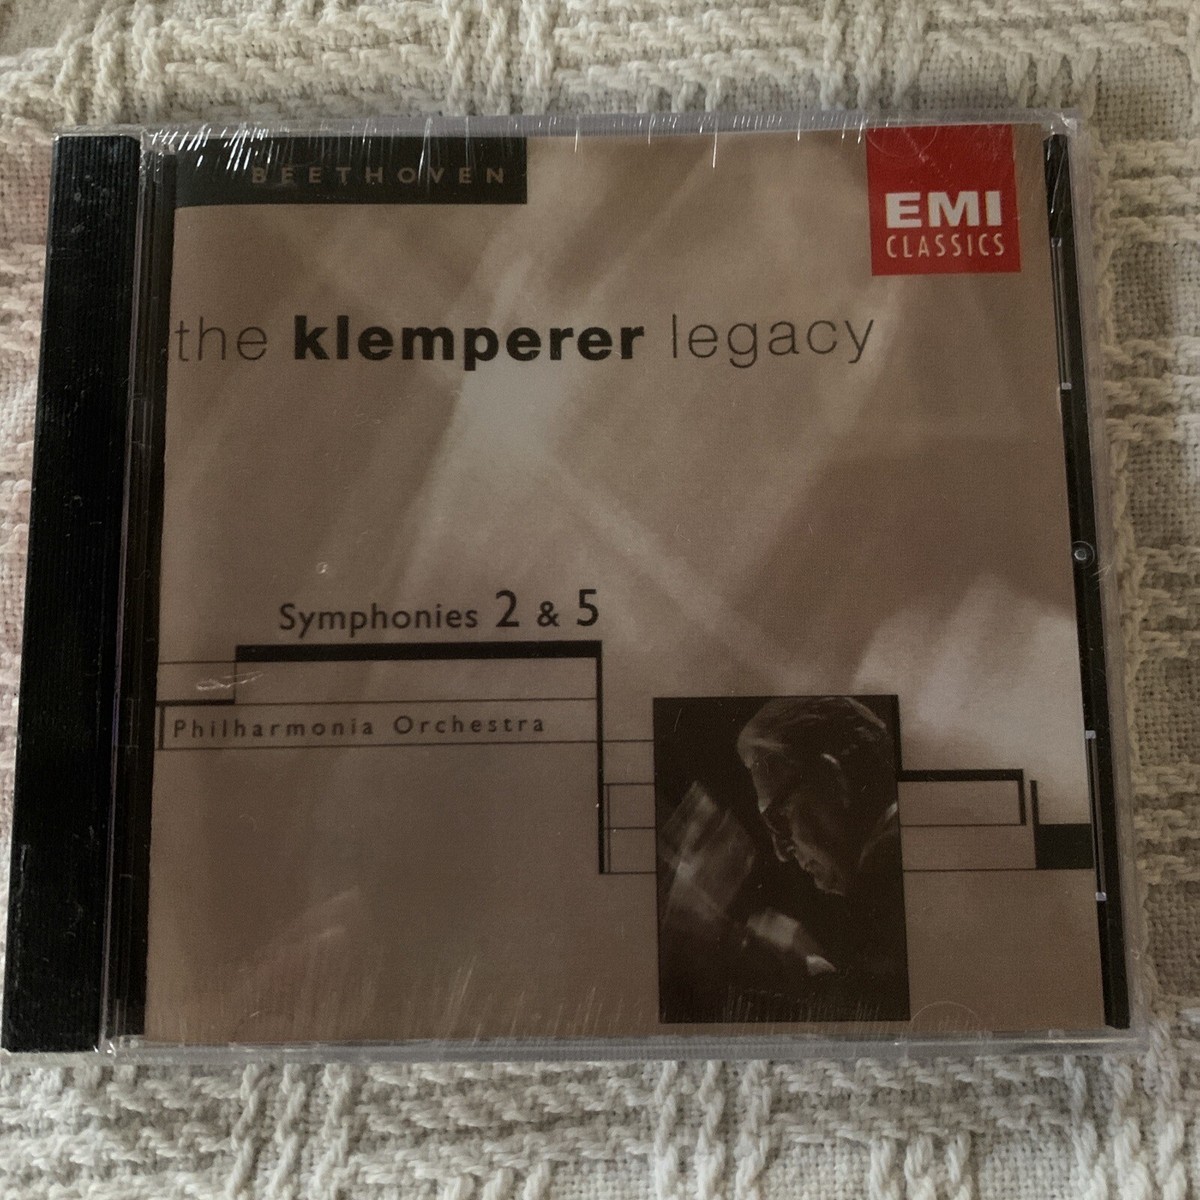 BEETHOVEN
EMI
CLASSICS
the klemperer legacy
Symphonies 2 & 5
Philharmonia Orchestra